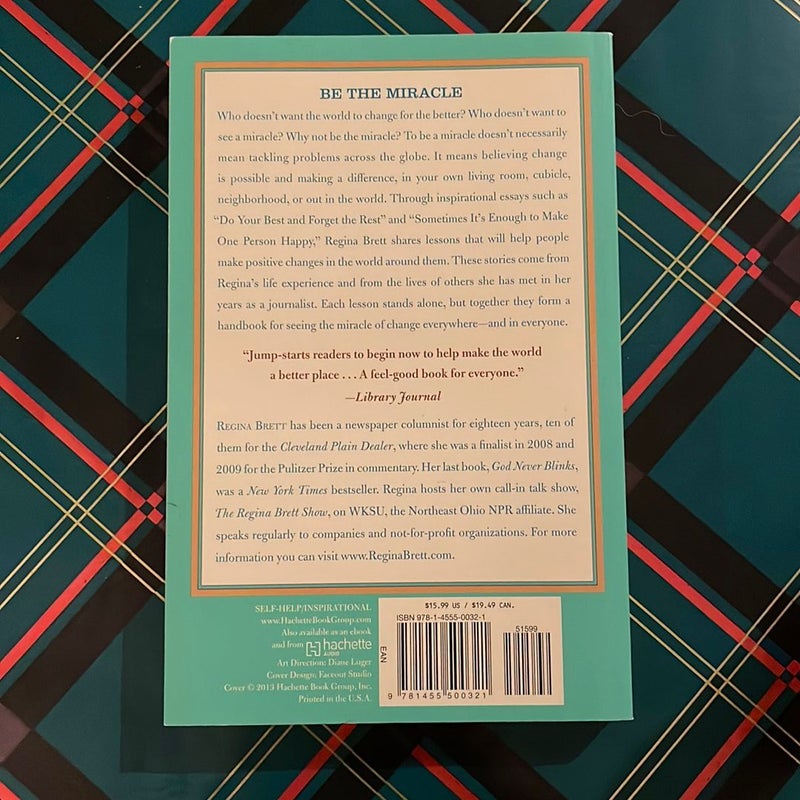 BE THE MIRACLE
Who doesn't want the world to change for the better? Who doesn't want to
see a miracle? Why not be the miracle? To be a miracle doesn't necessarily
mean tackling problems across the globe. It means believing change
is possible and making a difference, in your own living room, cubicle,
neighborhood, or out in the world. Through inspirational essays such as
“Do Your Best and Forget the Rest” and “Sometimes It's Enough to Make
One Person Happy,” Regina Brett shares lessons that will help people
make positive changes in the world around them. These stories come from
Regina's life experience and from the lives of others she has met in her
years as a journalist. Each lesson stands alone, but together they form a
handbook for seeing the miracle of change everywhere—and in everyone.
“Jump-starts readers to begin now to help make the world
a better place . . . A feel-good book for everyone.”
—Library Journal
REGINA BRETT has been a newspaper columnist for eighteen years, ten of
them for the Cleveland Plain Dealer, where she was a finalist in 2008 and
2009 for the Pulitzer Prize in commentary. Her last book, God Never Blinks,
was a New York Times bestseller. Regina hosts her own call-in talk show,
The Regina Brett Show, on WKSU, the Northeast Ohio NPR affiliate. She
speaks regularly to companies and not-for-profit organizations. For more
information you can visit www.ReginaBrett.com.
SELF-HELP/INSPIRATIONAL
www.HachetteBookGroup.com
Also available as an ebook
and from hachette
AUDIO
Art Direction: Diane Luger
Cover Design: Faceout Studio
Cover © 2013 Hachette Book Group, Inc.
Printed in the U.S.A.
$15.99 US / $19.49 CAN.
ISBN 978-1-4555-0032-1
51599
EAN
9 781455 500321